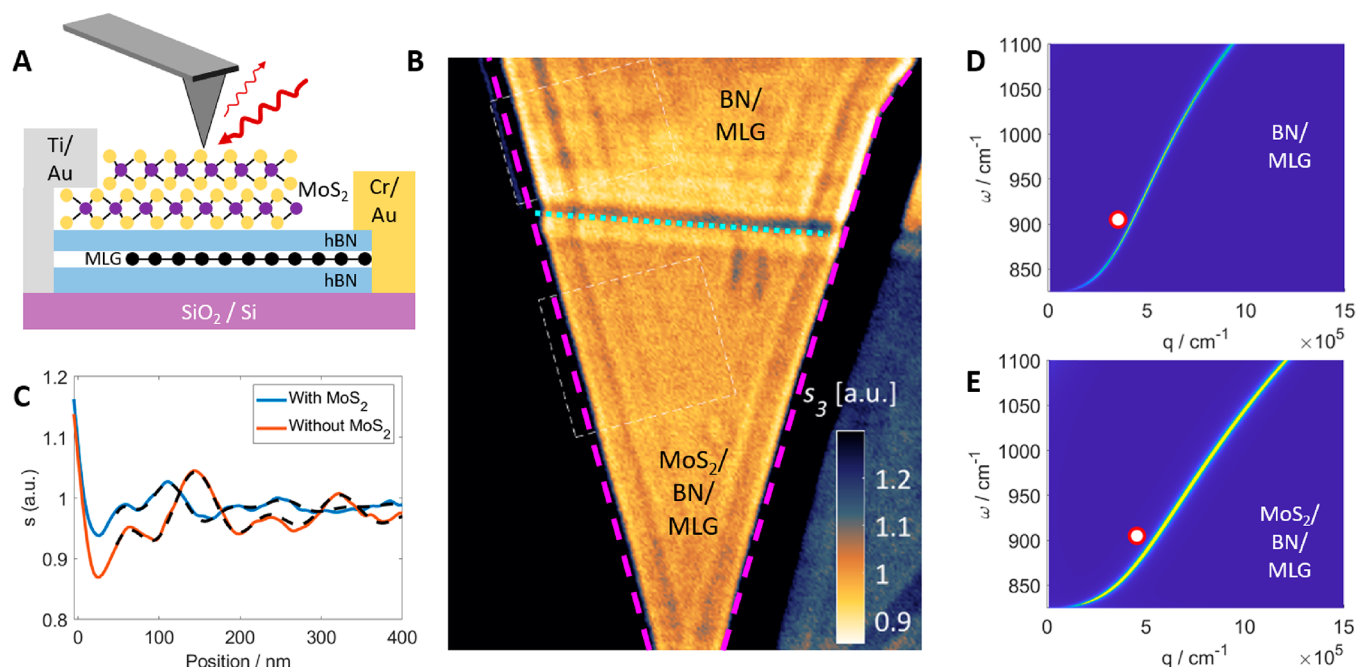 A
Ti/
Au
MoS₂
Cr/
Au
hBN
MLG
hBN
SiO₂ / Si
B
BN/
MLG
s₃ [a.u.]
1.2
1.1
1
0.9
MoS₂/
BN/
MLG
C
1.2
1.1
1
0.9
0.8
s (a.u.)
With MoS₂
Without MoS₂
0
100
200
300
400
Position / nm
D
1100
1050
1000
950
900
850
ω / cm⁻¹
BN/
MLG
0
5
10
15
q / cm⁻¹
×10⁵
E
1100
1050
1000
950
900
850
ω / cm⁻¹
MoS₂/
BN/
MLG
0
5
10
15
q / cm⁻¹
×10⁵